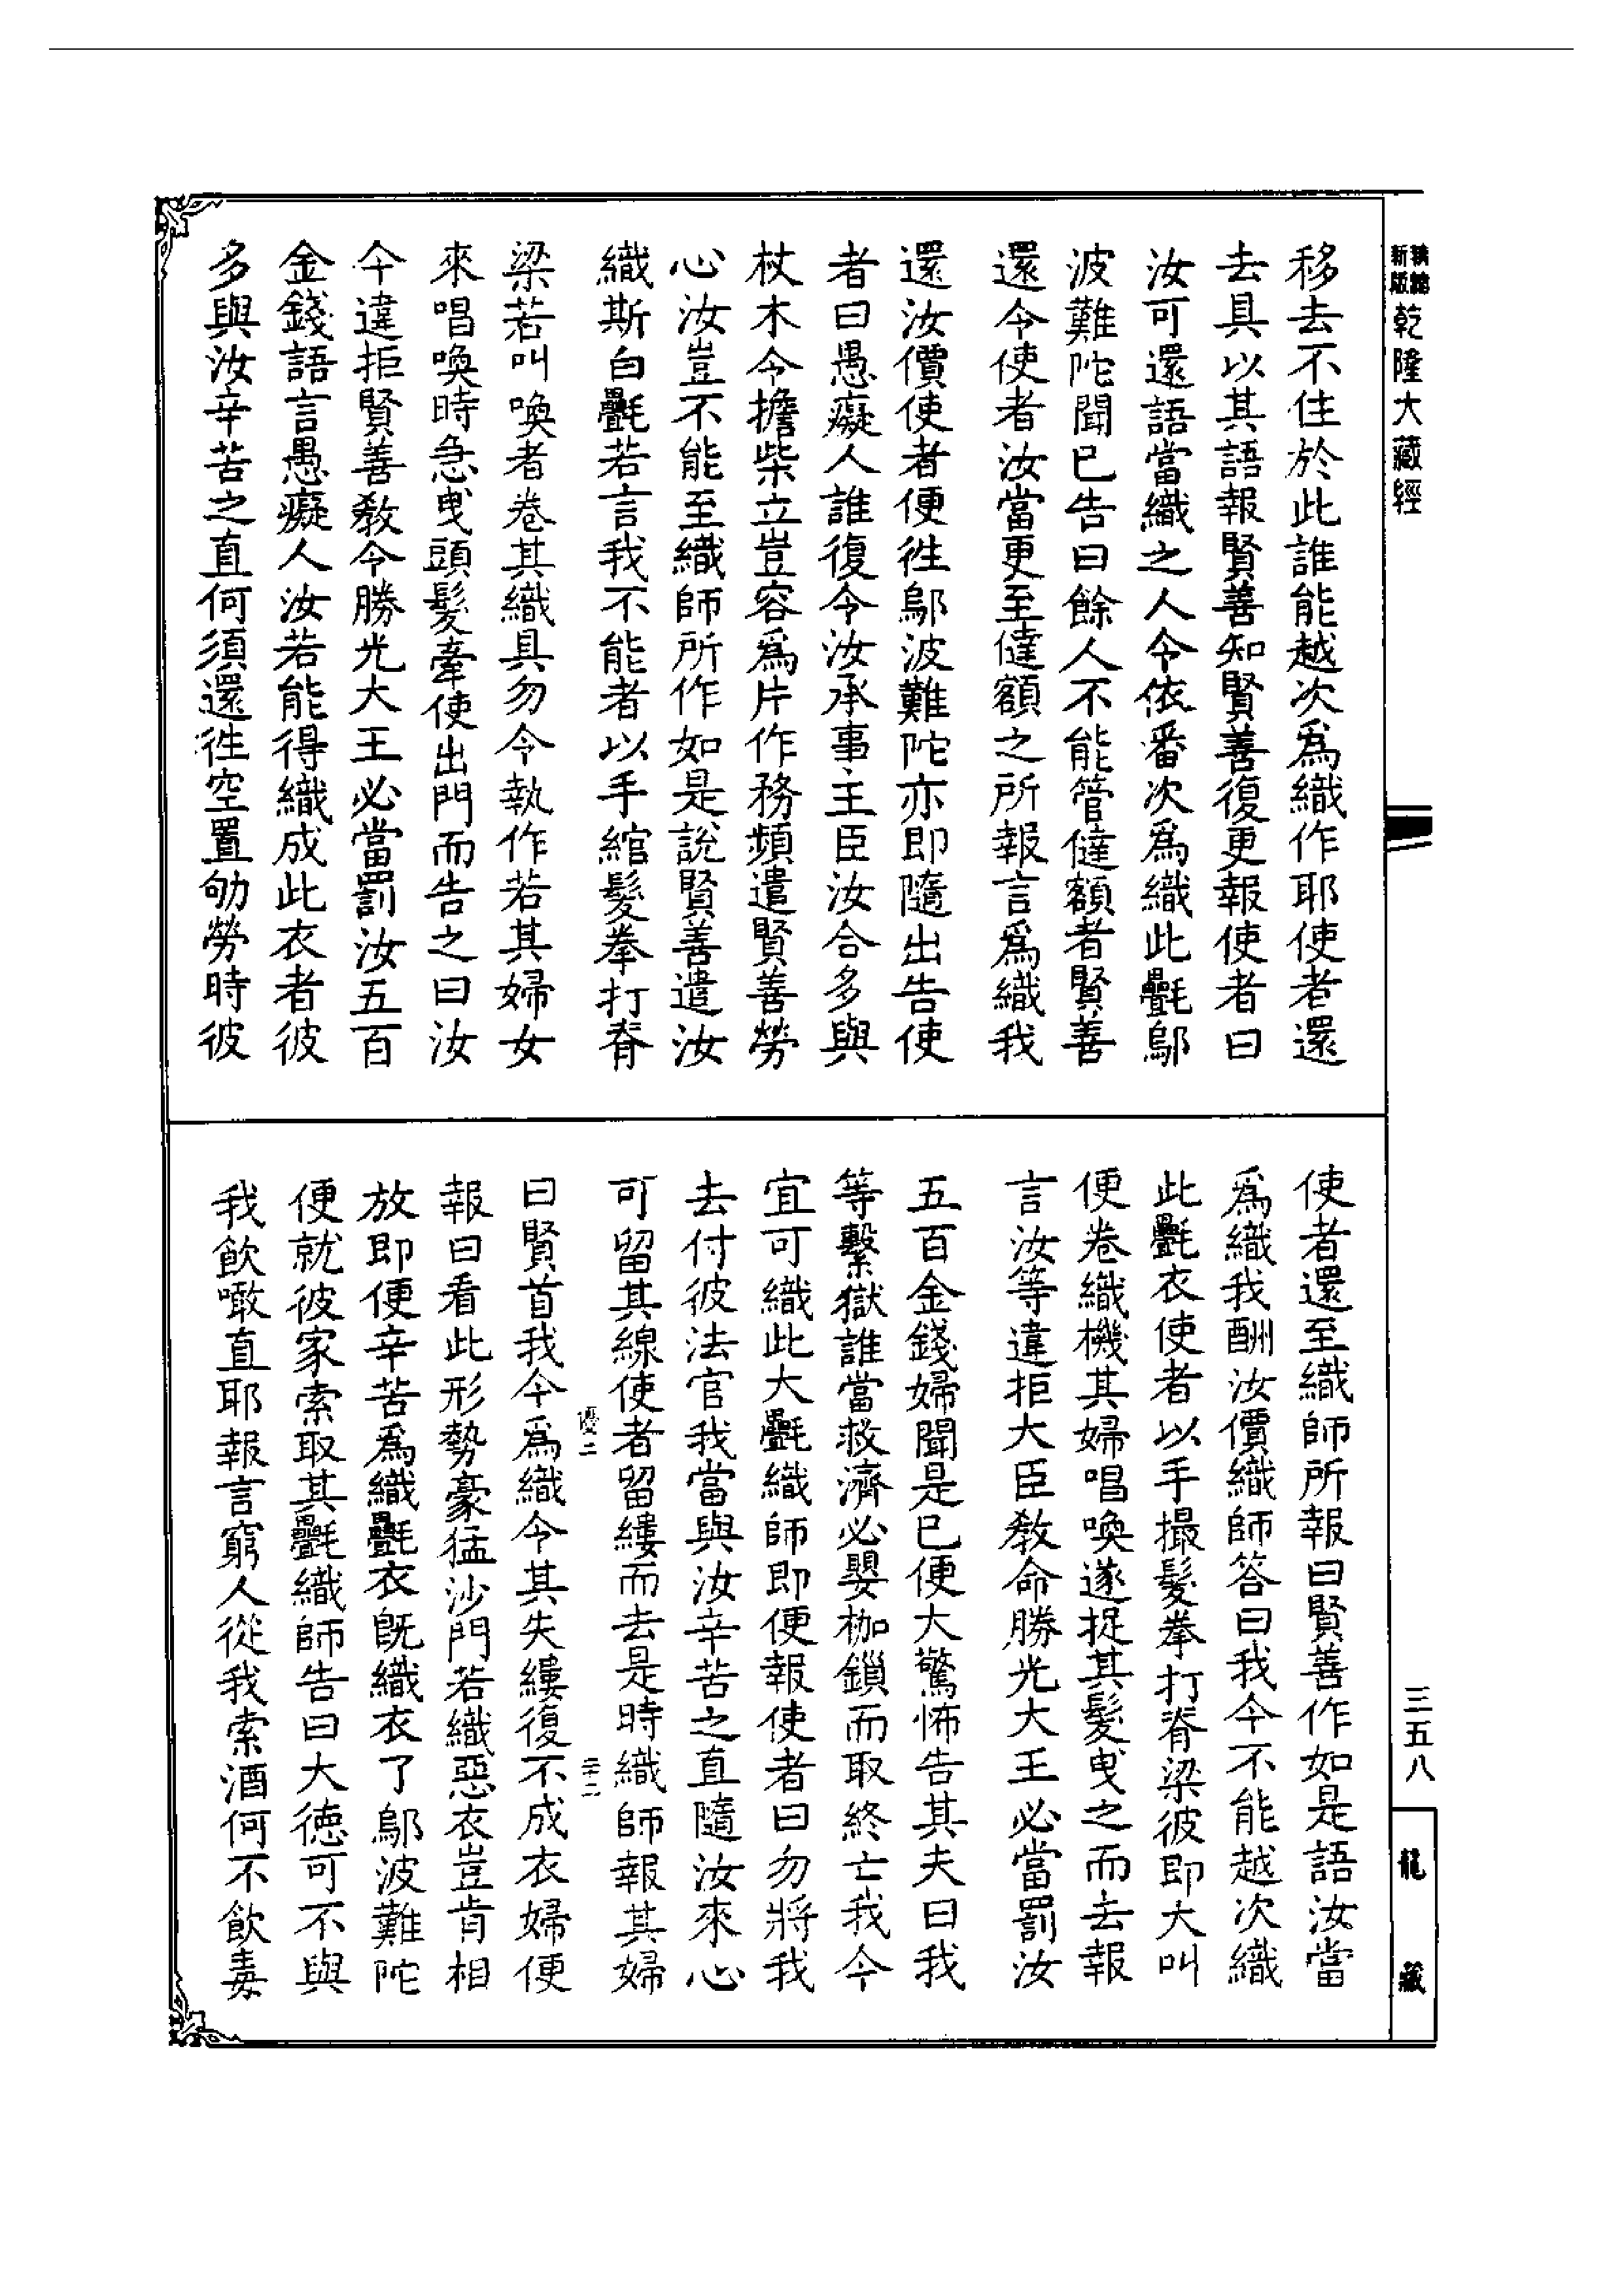 新版
乾隆大藏經
移去不住於此誰能越次爲織作耶使者還
去具以其語報賢善知賢善復更報使者曰
汝可還語當織之人令依番次爲織此㲲鄔
波難陀聞已告曰餘人不能管僅額者賢善
還令使者汝當更至僅額之所報言爲織我
還汝價使者便徃鄔波難陀亦即隨出告使
者曰愚癡人誰復令汝承事主臣汝合多與
杖木令擔柴立豈容爲片作務頻遣賢善勞
心汝豈不能至織師所作如是說賢善遣汝
織斯白㲲若言我不能者以手綰髮拳打脊
梁若叫喚者卷其織具勿令執作若其婦女
來唱喚時急曳頭髮牽使出門而告之曰汝
今違拒賢善教令勝光大王必當罰汝五百
金錢語言愚癡人汝若能得織成此衣者彼
多與汝辛苦之直何須還徃空置劬勞時彼
使者還至織師所報曰賢善作如是語汝當
爲織我酬汝價織師答曰我今不能越次織
此㲲衣使者以手撮髮拳打脊梁彼即大叫
便卷織機其婦唱喚遂捉其髮曳之而去報
言汝等違拒大臣教命勝光大王必當罰汝
五百金錢婦聞是已便大驚怖告其夫曰我
等繫獄誰當救濟必嬰枷鎖而取終亡我今
宜可織此大㲲織師即便報使者曰勿將我
去付彼法官我當與汝辛苦之直隨汝來心
可留其線使者留縷而去是時織師報其婦
曰賢首我今爲織令其失縷復不成衣婦便
報曰看此形勢豪猛沙門若織惡衣豈肯相
放即便辛苦爲織㲲衣旣織衣了鄔波難陀
便就彼家索取其㲲織師告曰大德可不與
我飲噉直耶報言窮人從我索酒何不飲毒
優二
二十二
三五八
龍藏